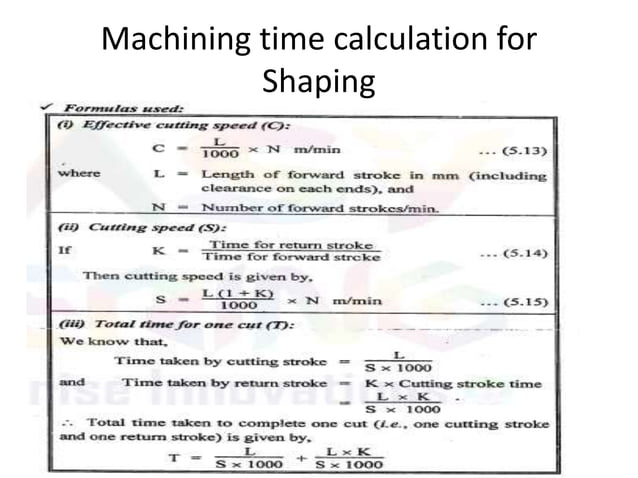 Machining time calculation for
Shaping
✓ Formulas used:
(i) Effective cutting speed (C):
C = L/1000 × N m/min ... (5.13)
where L = Length of forward stroke in mm (including
clearance on each ends), and
N = Number of forward strokes/min.
(ii) Cutting speed (S):
If K = Time for return stroke/Time for forward stroke ... (5.14)
Then cutting speed is given by,
S = L (1 + K)/1000 × N m/min ... (5.15)
(iii) Total time for one cut (T):
We know that,
Time taken by cutting stroke = L/S × 1000
and Time taken by return stroke = K × Cutting stroke time
= L × K/S × 1000 .
∴ Total time taken to complete one cut (i.e., one cutting stroke
and one return stroke) is given by,
T = L/S × 1000 + L × K/S × 1000